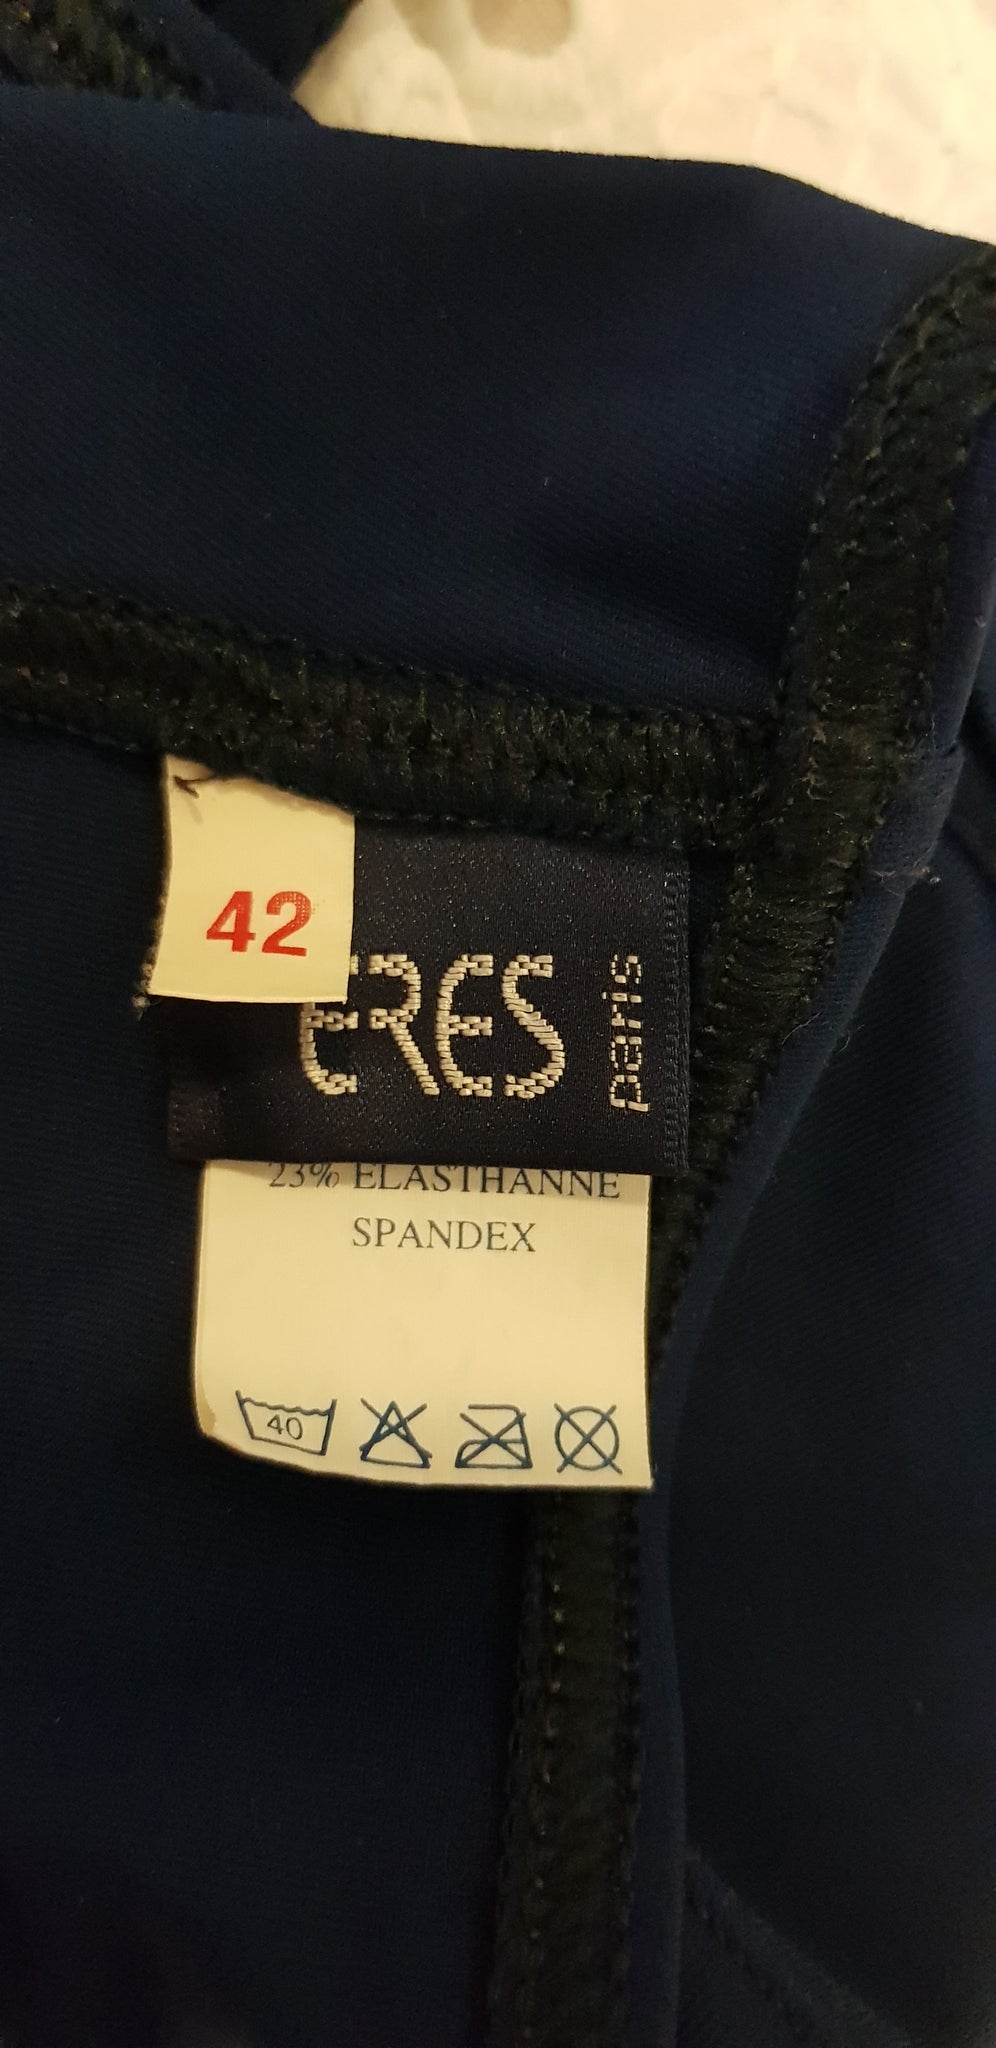 42
ERES
paris
23% ELASTHANNE
SPANDEX
40